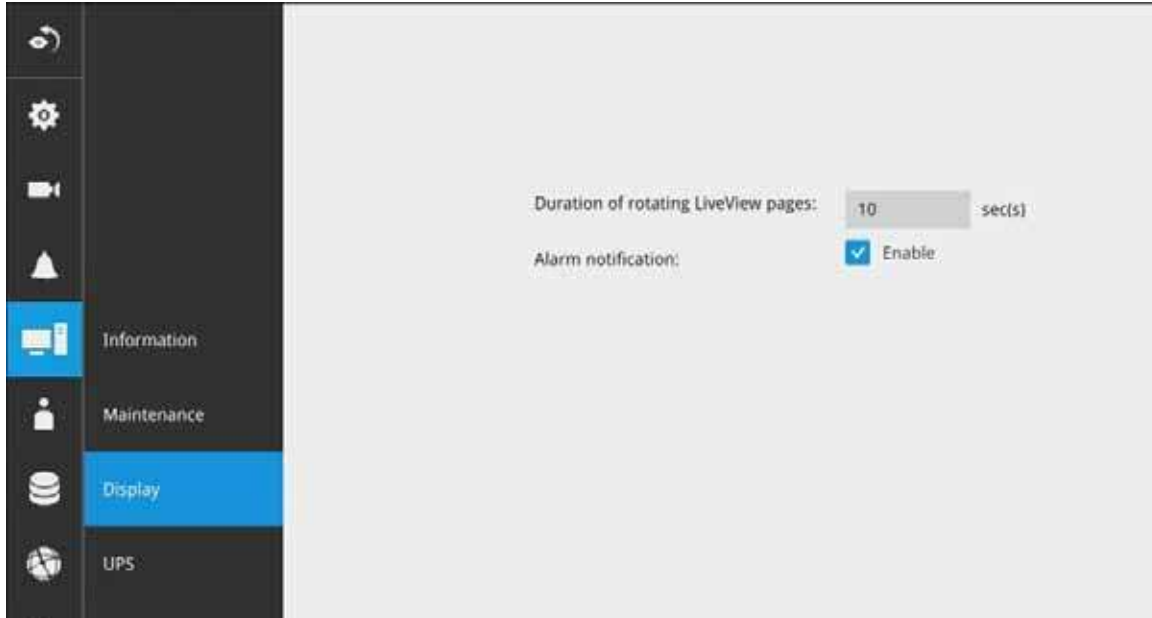 Duration of rotating LiveView pages: 10 sec(s)
Alarm notification: Enable
Information
Maintenance
Display
UPS